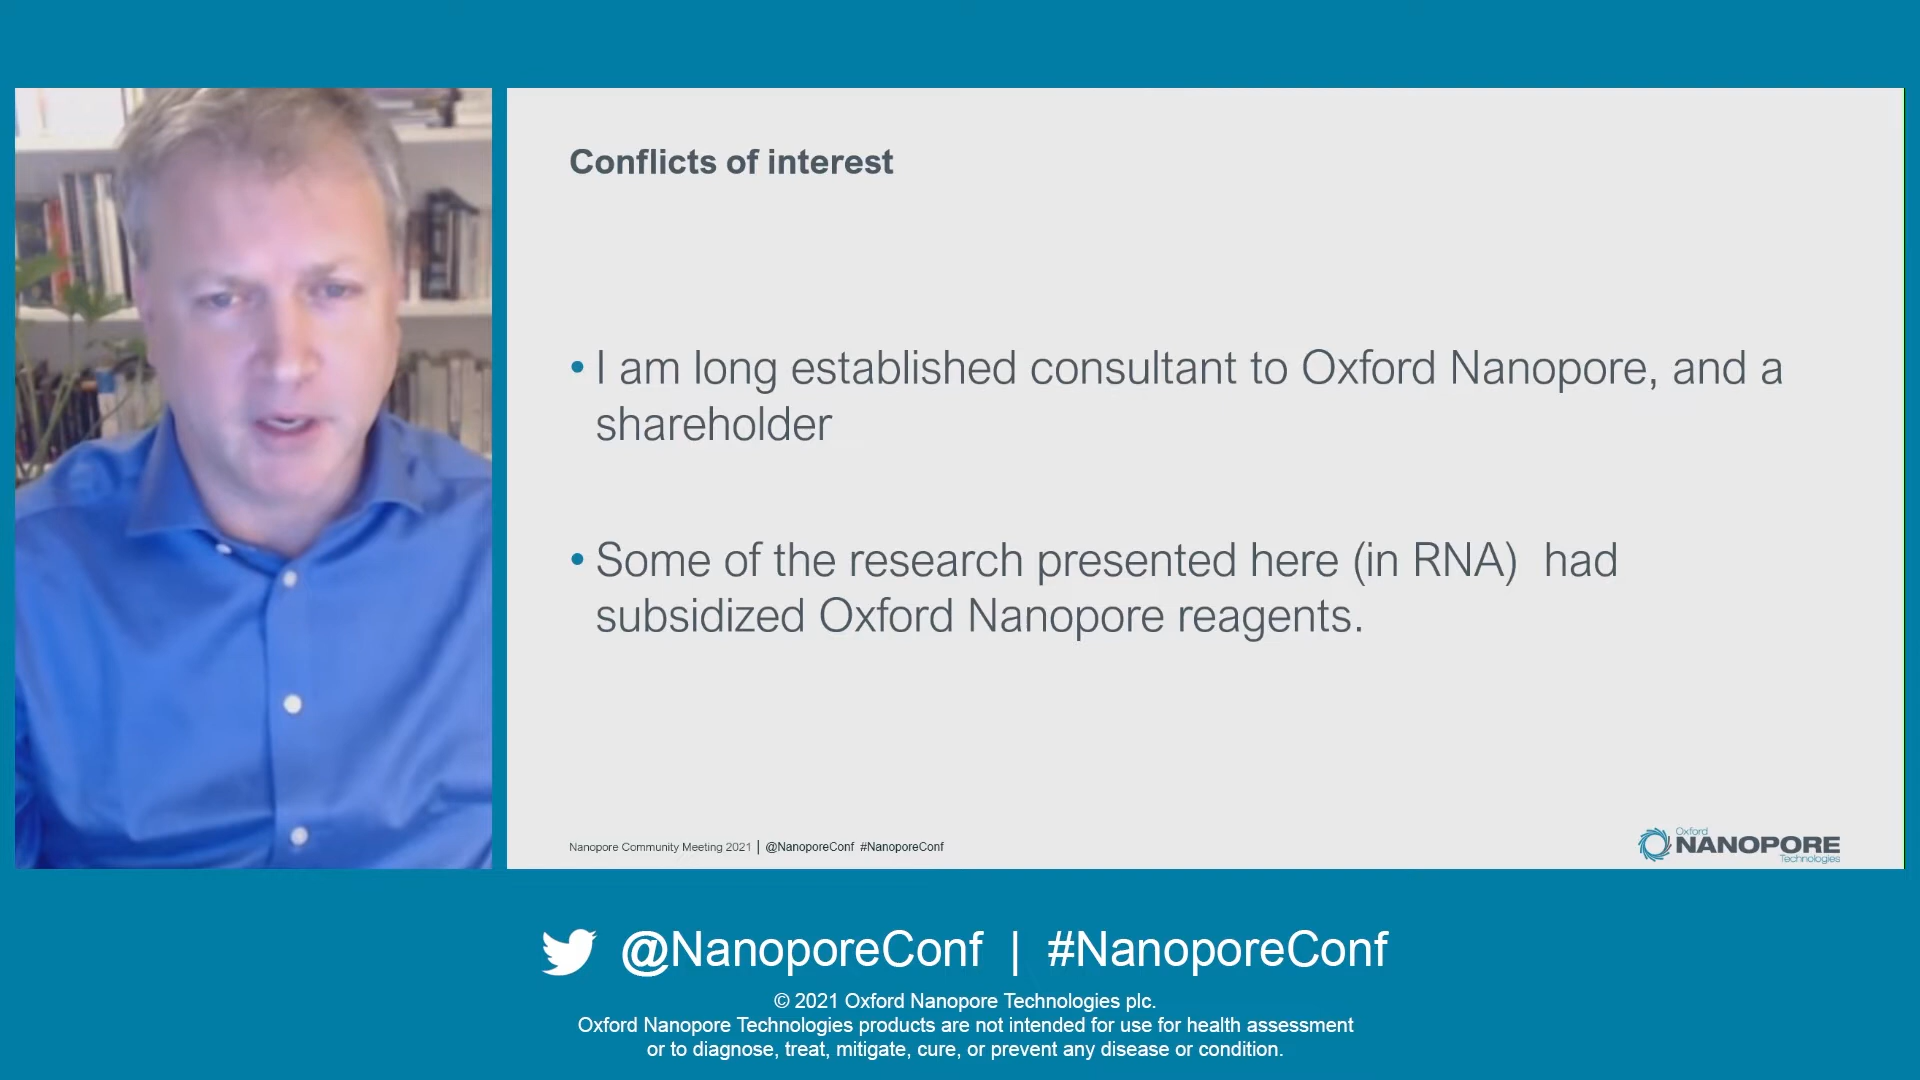 Conflicts of interest
• I am long established consultant to Oxford Nanopore, and a
shareholder
• Some of the research presented here (in RNA)  had
subsidized Oxford Nanopore reagents.
Nanopore Community Meeting 2021 | @NanoporeConf #NanoporeConf
Oxford
NANOPORE
Technologies
@NanoporeConf | #NanoporeConf
© 2021 Oxford Nanopore Technologies plc.
Oxford Nanopore Technologies products are not intended for use for health assessment
or to diagnose, treat, mitigate, cure, or prevent any disease or condition.